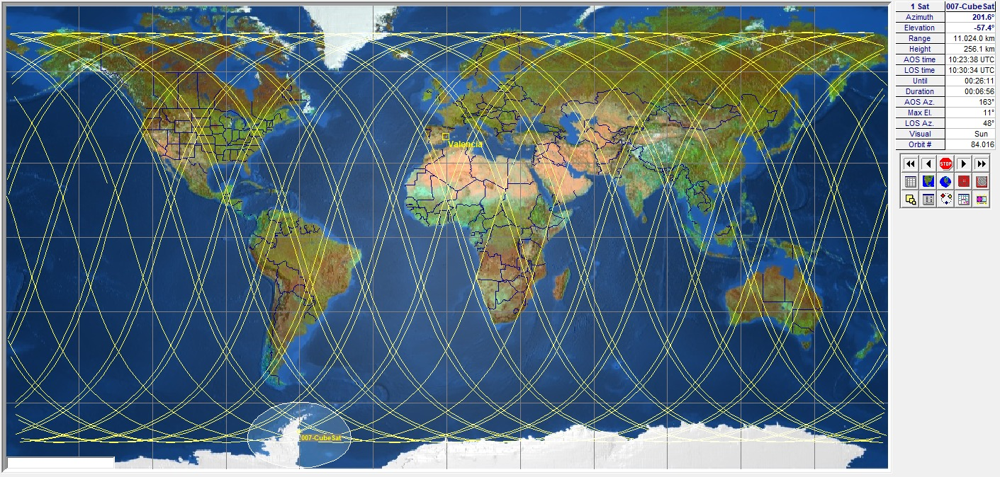 1 Sat 007-CubeSat
Azimuth 201.6°
Elevation -57.4°
Range 11.024.0 km
Height 256.1 km
AOS time 10:23:38 UTC
LOS time 10:30:34 UTC
Until 00:26:11
Duration 00:06:56
AOS Az. 163°
Max El. 11°
LOS Az. 48°
Visual Sun
Orbit # 84.016
STOP
Valencia
007-CubeSat